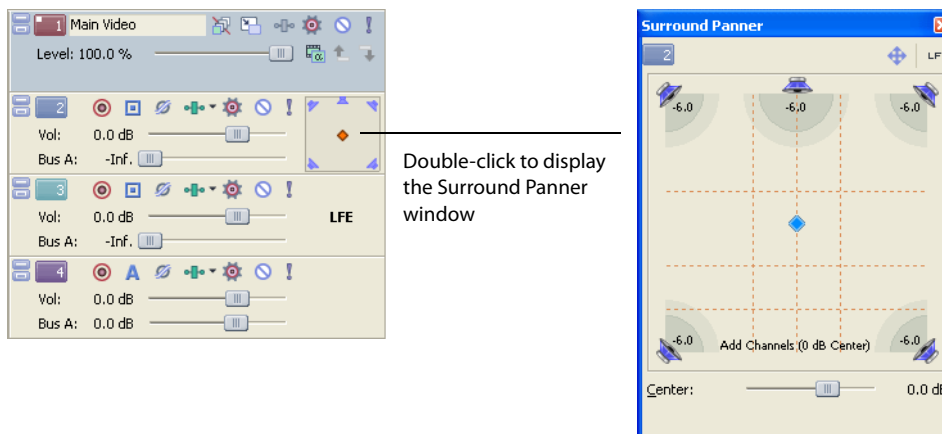 1 Main Video
Level: 100.0 %
2
Vol: 0.0 dB
Bus A: -Inf.
3
Vol: 0.0 dB
LFE
Bus A: -Inf.
4
A
Vol: 0.0 dB
Bus A: 0.0 dB
Double-click to display
the Surround Panner
window
Surround Panner
2
LF
-6.0
-6.0
-6.0
-6.0
Add Channels (0 dB Center)
-6.0
Center: 0.0 dB